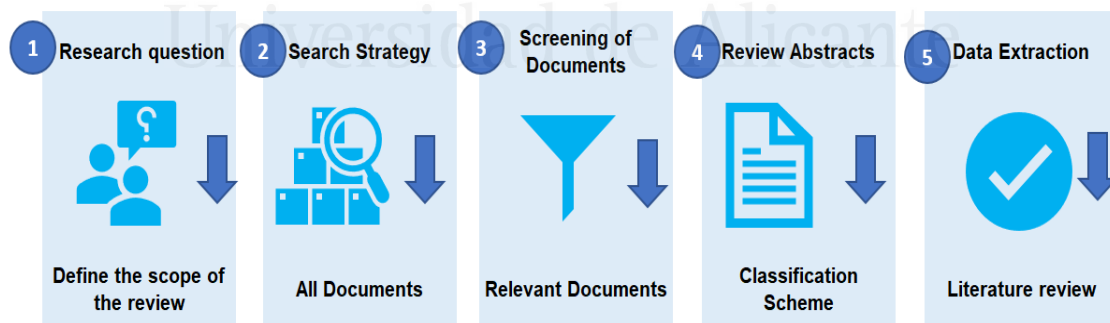 Universidad de Alicante
1
Research question
Define the scope of
the review
2
Search Strategy
All Documents
3
Screening of
Documents
Relevant Documents
4
Review Abstracts
Classification
Scheme
5
Data Extraction
Literature review